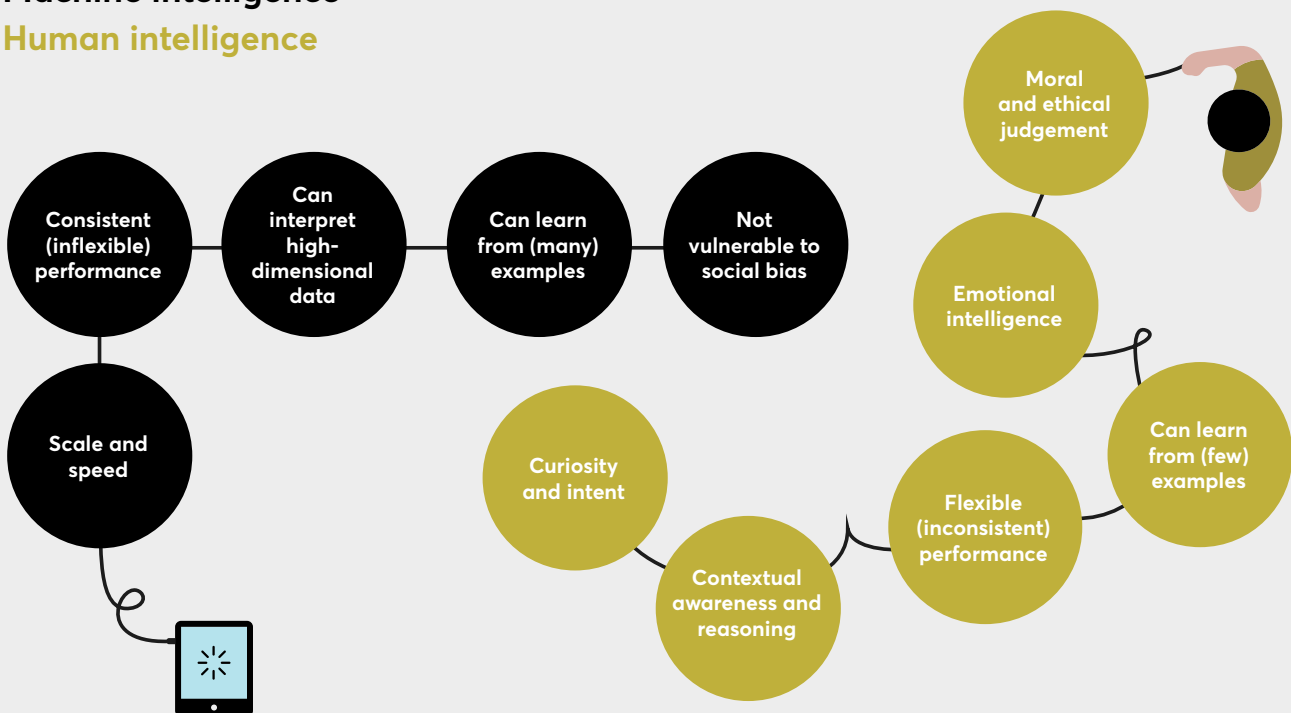 Machine intelligence
Human intelligence
Consistent
(inflexible)
performance
Can
interpret
high-
dimensional
data
Can learn
from (many)
examples
Not
vulnerable to
social bias
Scale and
speed
Moral
and ethical
judgement
Emotional
intelligence
Can learn
from (few)
examples
Flexible
(inconsistent)
performance
Contextual
awareness and
reasoning
Curiosity
and intent